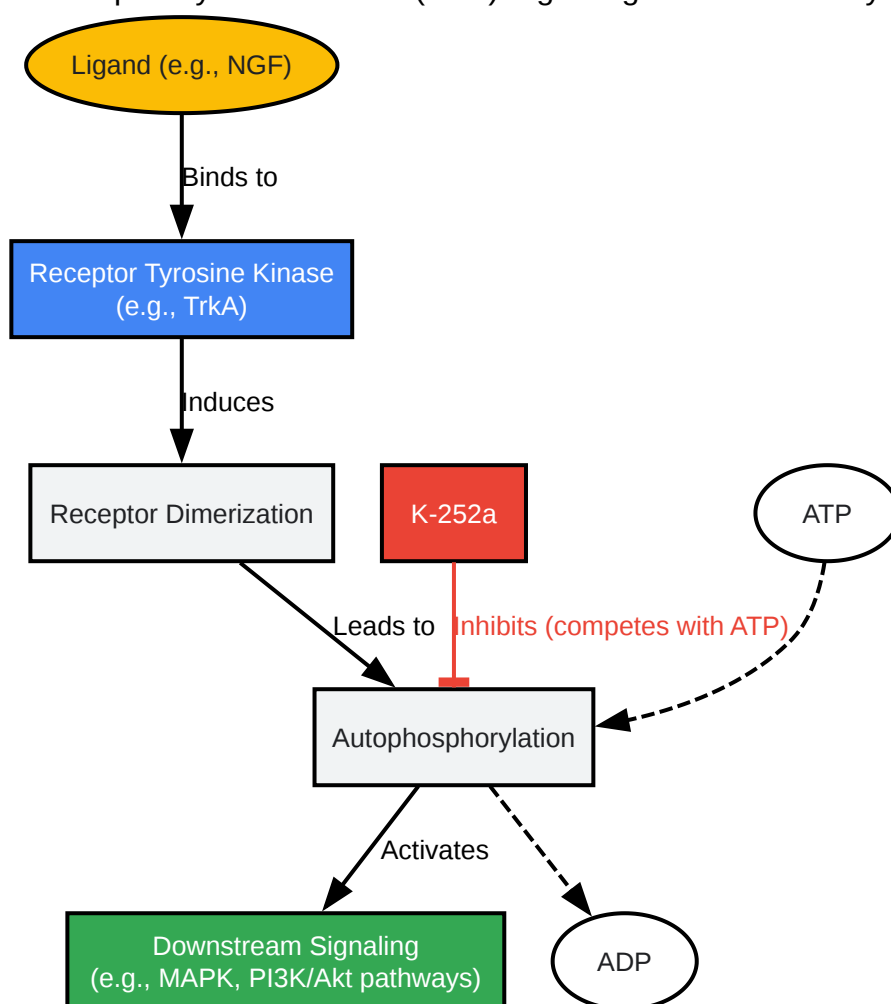 Ligand (e.g., NGF)
Binds to
Receptor Tyrosine Kinase
(e.g., TrkA)
Induces
Receptor Dimerization
K-252a
ATP
Leads to
Inhibits (competes with ATP)
Autophosphorylation
Activates
Downstream Signaling
(e.g., MAPK, PI3K/Akt pathways)
ADP